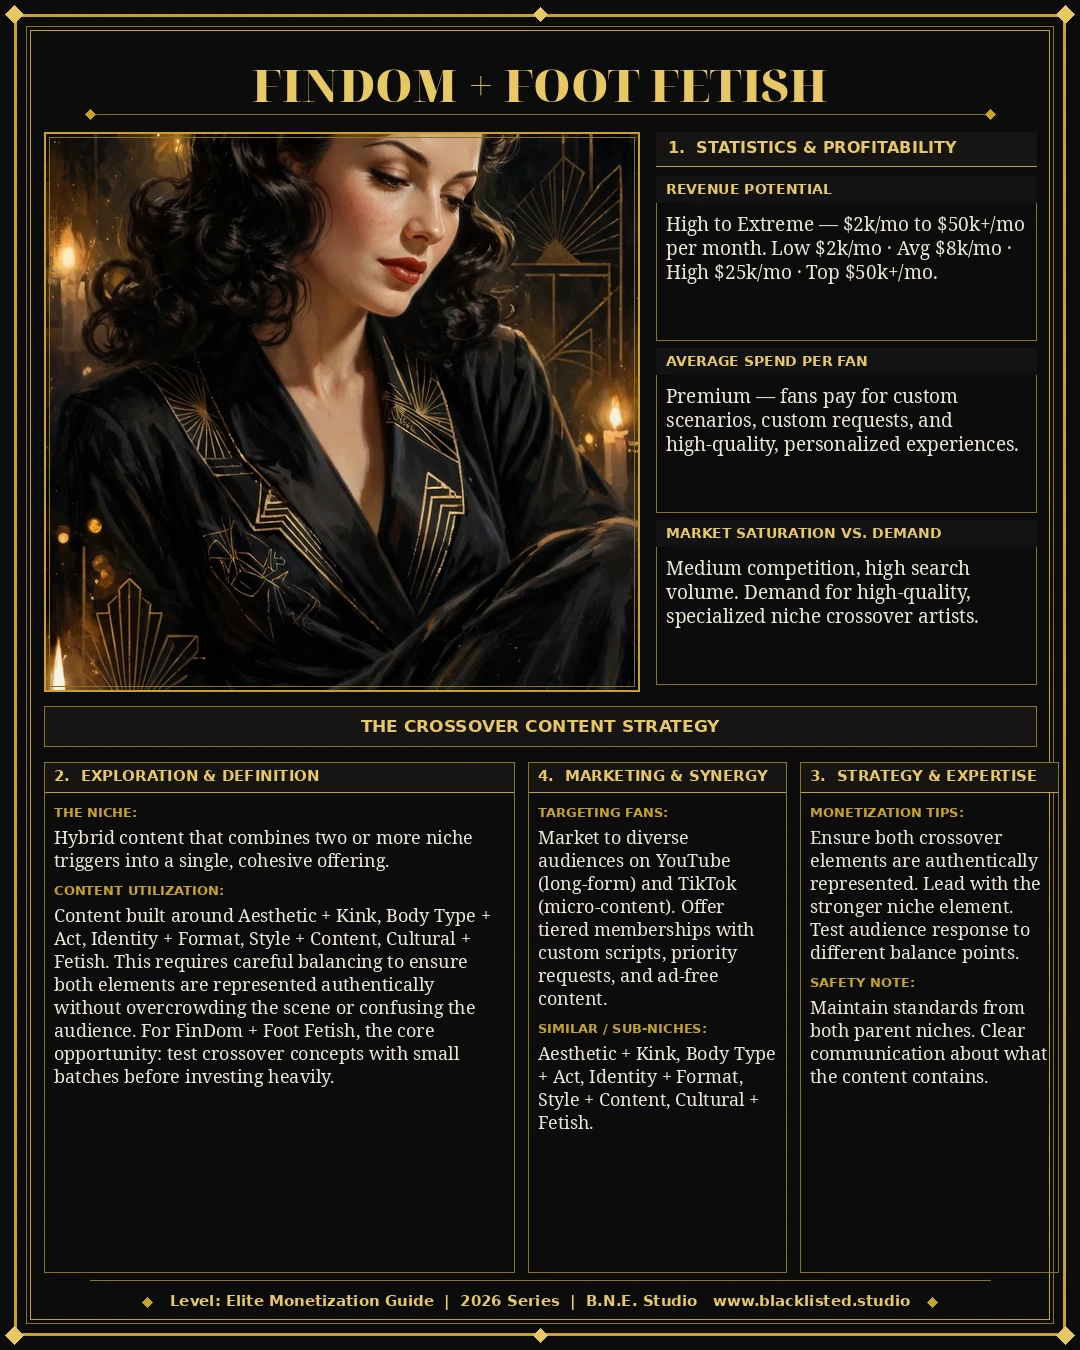 FINDOM + FOOT FETISH
1. STATISTICS & PROFITABILITY
REVENUE POTENTIAL
High to Extreme — $2k/mo to $50k+/mo
per month. Low $2k/mo · Avg $8k/mo ·
High $25k/mo · Top $50k+/mo.
AVERAGE SPEND PER FAN
Premium — fans pay for custom
scenarios, custom requests, and
high-quality, personalized experiences.
MARKET SATURATION VS. DEMAND
Medium competition, high search
volume. Demand for high-quality,
specialized niche crossover artists.
THE CROSSOVER CONTENT STRATEGY
2. EXPLORATION & DEFINITION
THE NICHE:
Hybrid content that combines two or more niche
triggers into a single, cohesive offering.
CONTENT UTILIZATION:
Content built around Aesthetic + Kink, Body Type +
Act, Identity + Format, Style + Content, Cultural +
Fetish. This requires careful balancing to ensure
both elements are represented authentically
without overcrowding the scene or confusing the
audience. For FinDom + Foot Fetish, the core
opportunity: test crossover concepts with small
batches before investing heavily.
4. MARKETING & SYNERGY
TARGETING FANS:
Market to diverse
audiences on YouTube
(long-form) and TikTok
(micro-content). Offer
tiered memberships with
custom scripts, priority
requests, and ad-free
content.
SIMILAR / SUB-NICHES:
Aesthetic + Kink, Body Type
+ Act, Identity + Format,
Style + Content, Cultural +
Fetish.
3. STRATEGY & EXPERTISE
MONETIZATION TIPS:
Ensure both crossover
elements are authentically
represented. Lead with the
stronger niche element.
Test audience response to
different balance points.
SAFETY NOTE:
Maintain standards from
both parent niches. Clear
communication about what
the content contains.
Level: Elite Monetization Guide | 2026 Series | B.N.E. Studio www.blacklisted.studio